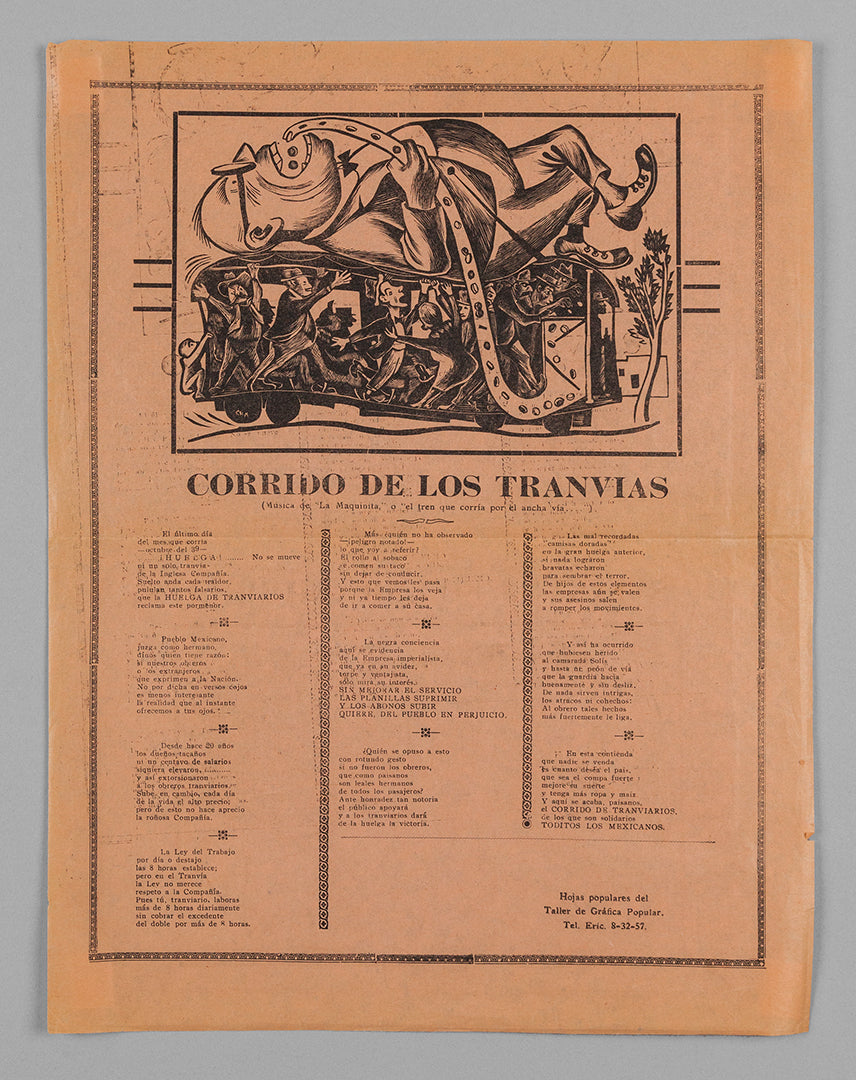 CORRIDO DE LOS TRANVIAS
(Música de "La Maquinita," o "el tren que corría por el ancha vía....")
El último día
del mes que corría
—octubre del 39—
¡HUELGA!........ No se mueve
ni un solo tranvía
de la Inglesa Compañía.
Suelto anda cada traidor,
pululan tantos falsarios,
que la HUELGA DE TRANVIARIOS
reclama este pormenor.
Pueblo Mexicano,
juzga como hermano,
dinos quién tiene razón:
si nuestros obreros
o los extranjeros
que exprimen a la Nación.
No por dicha en versos cojos
es menos interesante
la realidad que al instante
ofrecemos a tus ojos.
Desde hace 20 años
los dueños tacaños
ni un centavo de salarios
siquiera elevaron,
y así extorsionaron
a los obreros tranviarios.
Sube, en cambio, cada día
de la vida el alto precio;
pero de esto no hace aprecio
la roñosa Compañía.
La Ley del Trabajo
por día o destajo
las 8 horas establece;
pero en el Tranvía
la Ley no merece
respeto a la Compañía.
Pues tú, tranviario, laboras
más de 8 horas diariamente
sin cobrar el excedente
del doble por más de 8 horas.
Mas ¿quién no ha observado
—¡peligro notado!—
lo que voy a referir?
El rollo al sobaco
se comen su taco
sin dejar de conducir.
Y esto que vemos les pasa
porque la Empresa los veja
y ni ya tiempo les deja
de ir a comer a su casa.
La negra conciencia
aquí se evidencia
de la Empresa imperialista,
que ya en su avidez,
torpe y ventajista,
sólo mira su interés.
SIN MEJORAR EL SERVICIO
LAS PLANILLAS SUPRIMIR
Y LOS ABONOS SUBIR
QUIERE, DEL PUEBLO EN PERJUICIO.
¿Quién se opuso a esto
con rotundo gesto
si no fueron los obreros,
que como paisanos
son leales hermanos
de todos los pasajeros?
Ante honradez tan notoria
el público apoyará
y a los tranviarios dará
de la huelga la victoria.
Las mal recordadas
"camisas doradas"
en la gran huelga anterior,
si nada lograron
bravatas echaron
para sembrar el terror.
De hijos de estos elementos
las empresas aún se valen
y sus asesinos salen
a romper los movimientos.
Y así ha ocurrido
que hubiesen herido
al camarada Solís
y hasta un peón de vía
que la guardia hacía
buenamente y sin desliz.
De nada sirven intrigas,
los atracos ni cohechos:
Al obrero tales hechos
más fuertemente le liga.
En esta contienda
que nadie se venda
es cuanto desea el país,
que sea el compa fuerte
mejore en suerte
y tenga más ropa y maíz.
Y aquí se acaba, paisanos,
el CORRIDO DE TRANVIARIOS,
de los que son solidarios
TODITOS LOS MEXICANOS.
Hojas populares del
Taller de Gráfica Popular.
Tel. Eric. 8-32-57.